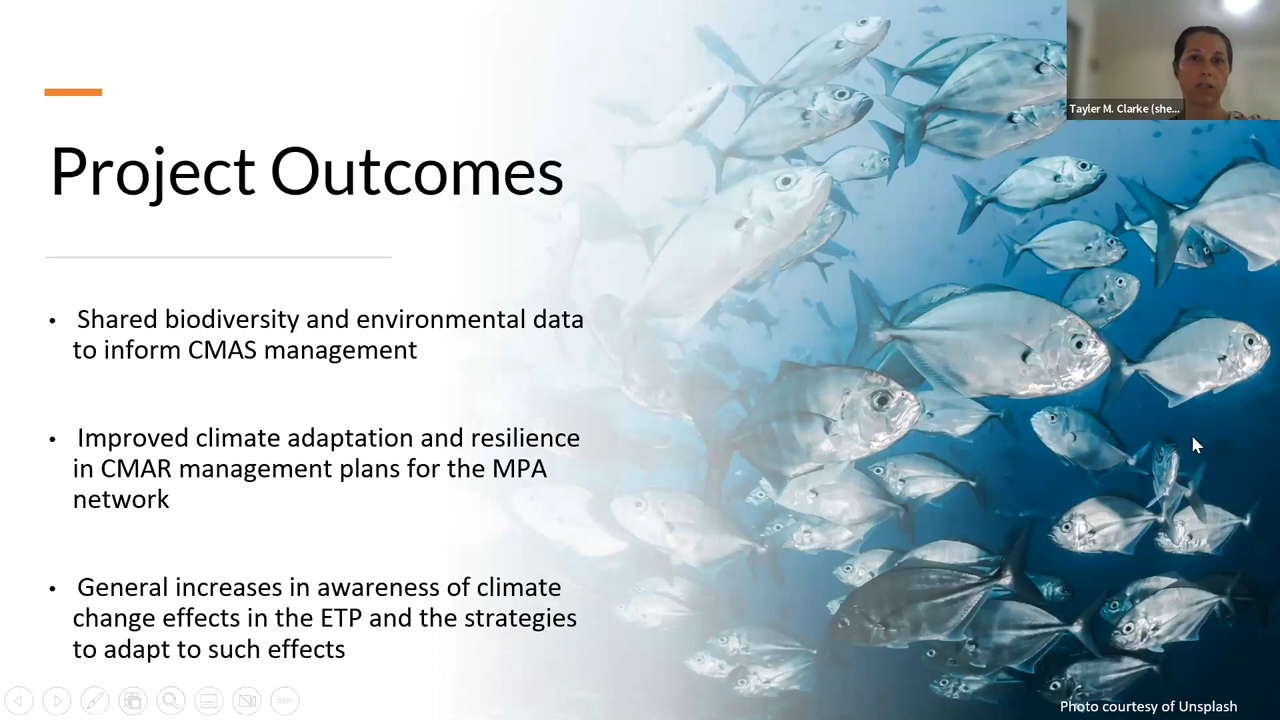 Tayler M. Clarke (she...
Project Outcomes
• Shared biodiversity and environmental data
to inform CMAS management
• Improved climate adaptation and resilience
in CMAR management plans for the MPA
network
• General increases in awareness of climate
change effects in the ETP and the strategies
to adapt to such effects
Photo courtesy of Unsplash